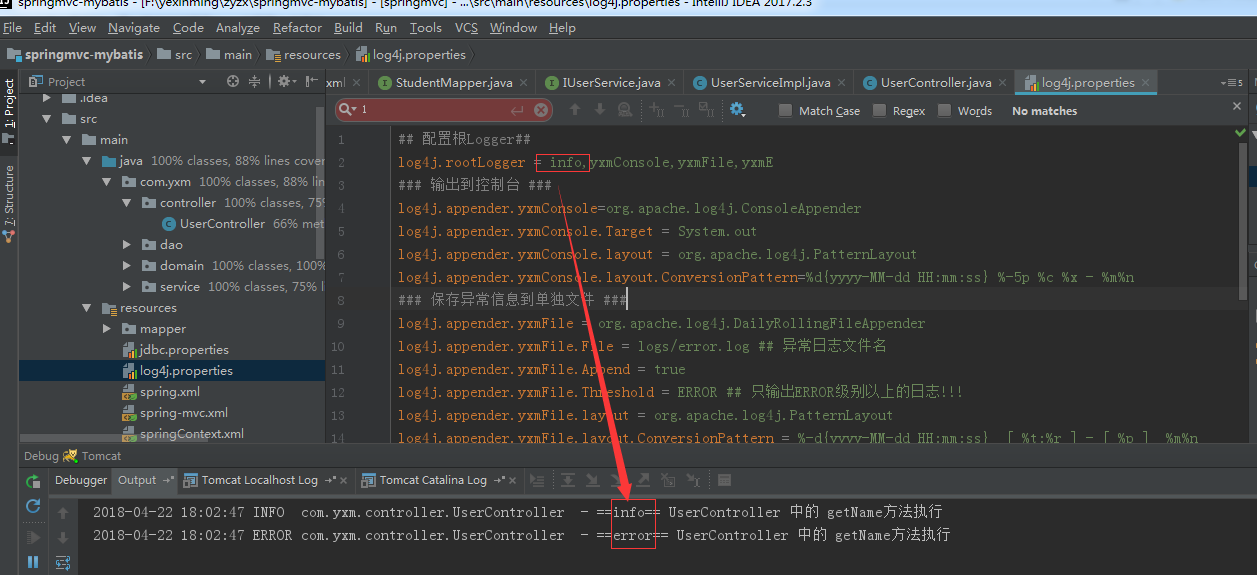 springmvc-mybatis - [F:\yexinming\zyzx\springmvc-mybatis] - [springmvc] - ...\src\main\resources\log4j.properties - IntelliJ IDEA 2017.2.3
File Edit View Navigate Code Analyze Refactor Build Run Tools VCS Window Help
springmvc-mybatis src main resources log4j.properties
Project
xml StudentMapper.java IUserService.java UserServiceImpl.java UserController.java log4j.properties
1: Project
7: Structure
.idea
src
main
java 100% classes, 88% lines cover
com.yxm 100% classes, 88% lin
controller 100% classes, 75%
UserController 66% met
dao
domain 100% classes, 100%
service 100% classes, 75% l
resources
mapper
jdbc.properties
log4j.properties
spring.xml
spring-mvc.xml
springContext.xml
1 Match Case Regex Words No matches
1 ## 配置根Logger##
2 log4j.rootLogger = info,yxmConsole,yxmFile,yxmE
3 ### 输出到控制台 ###
4 log4j.appender.yxmConsole=org.apache.log4j.ConsoleAppender
5 log4j.appender.yxmConsole.Target = System.out
6 log4j.appender.yxmConsole.layout = org.apache.log4j.PatternLayout
7 log4j.appender.yxmConsole.layout.ConversionPattern=%d{yyyy-MM-dd HH:mm:ss} %-5p %c %x - %m%n
8 ### 保存异常信息到单独文件 ###
9 log4j.appender.yxmFile = org.apache.log4j.DailyRollingFileAppender
10 log4j.appender.yxmFile.File = logs/error.log ## 异常日志文件名
11 log4j.appender.yxmFile.Append = true
12 log4j.appender.yxmFile.Threshold = ERROR ## 只输出ERROR级别以上的日志!!!
13 log4j.appender.yxmFile.layout = org.apache.log4j.PatternLayout
14 log4j.appender.yxmFile.layout.ConversionPattern = %-d{yyyy-MM-dd HH:mm:ss} [ %t:%r ] - [ %p ] %m%n
Debug Tomcat
Debugger Output Tomcat Localhost Log Tomcat Catalina Log
2018-04-22 18:02:47 INFO com.yxm.controller.UserController - ==info== UserController 中的 getName方法执行
2018-04-22 18:02:47 ERROR com.yxm.controller.UserController - ==error== UserController 中的 getName方法执行